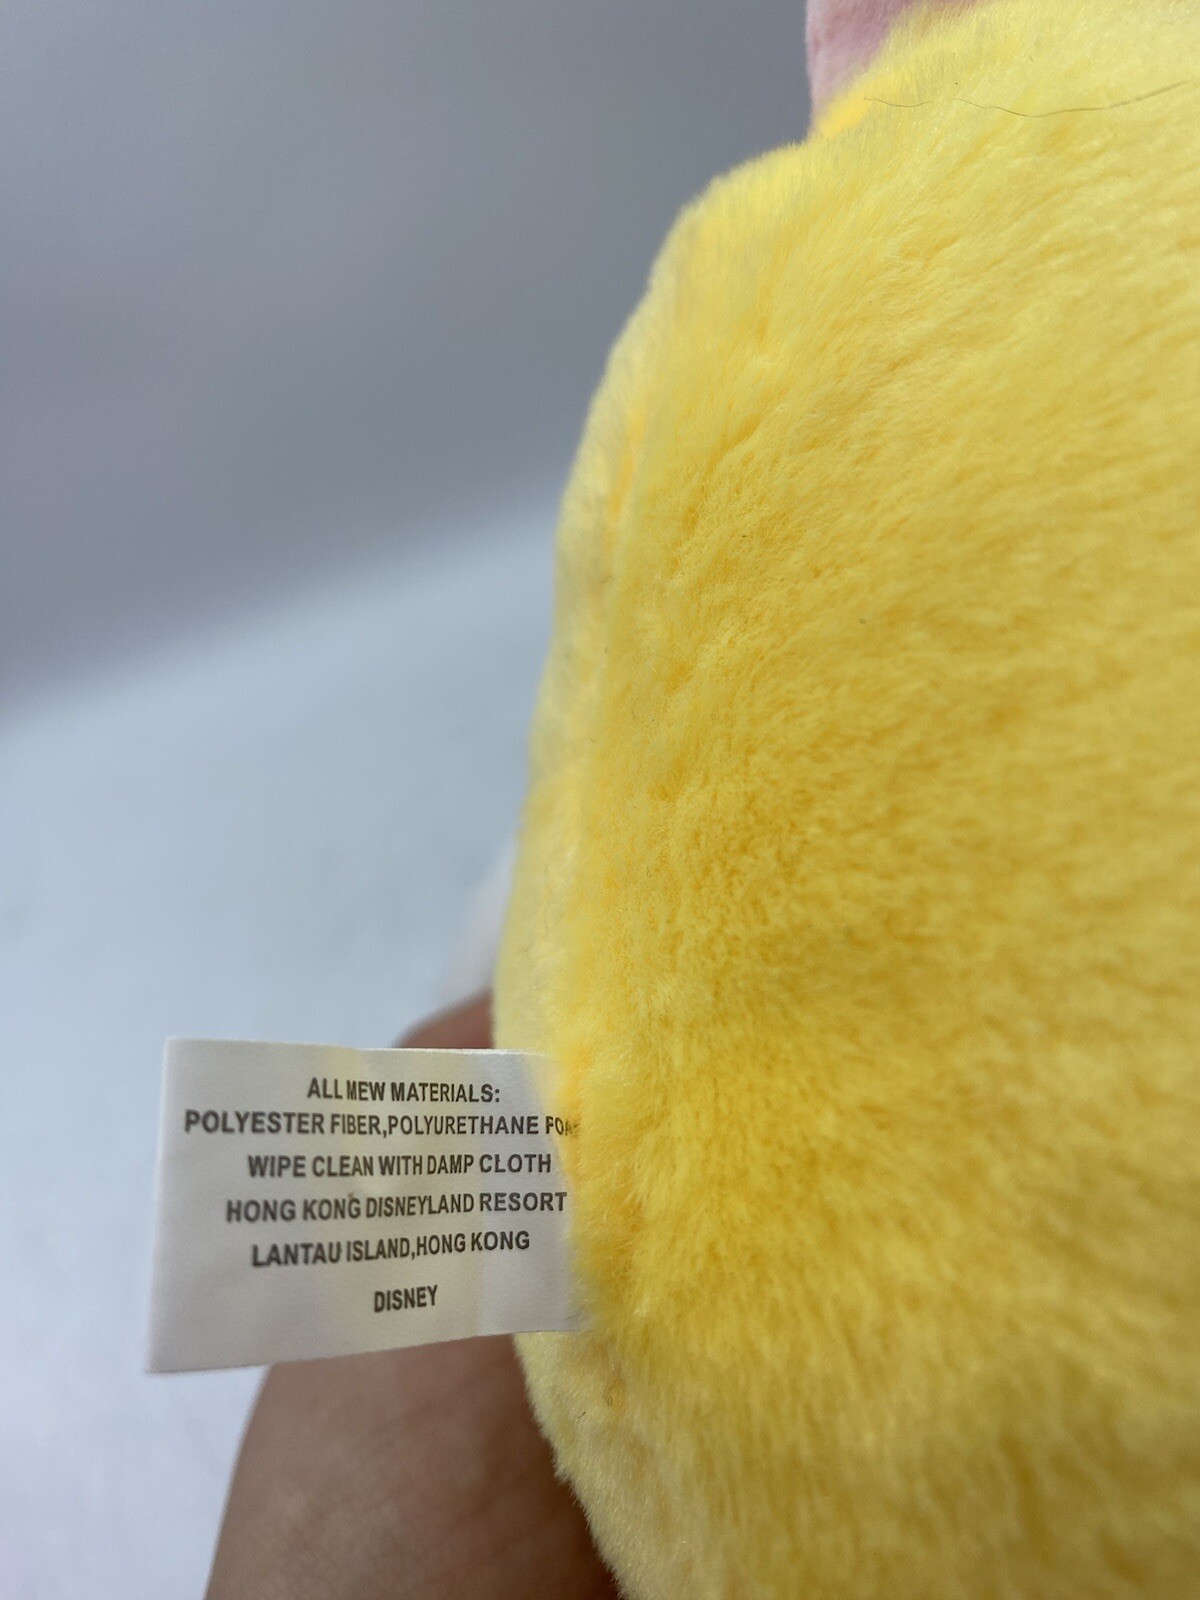 ALL MEW MATERIALS:
POLYESTER FIBER,POLYURETHANE
WIPE CLEAN WITH DAMP CLOTH
HONG KONG DISNEYLAND RESORT
LANTAU ISLAND,HONG KONG
DISNEY